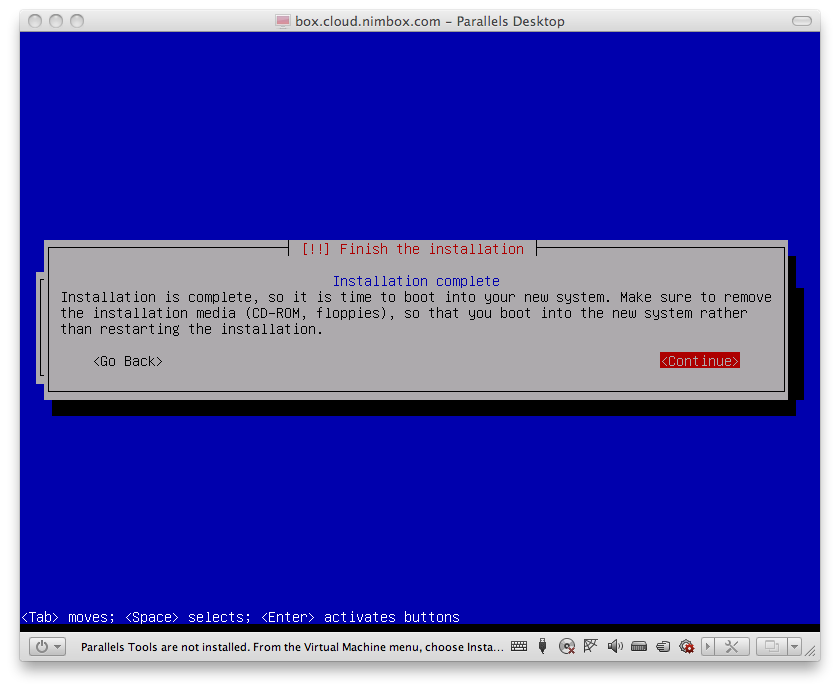 box.cloud.nimbox.com – Parallels Desktop
[!!] Finish the installation
Installation complete
Installation is complete, so it is time to boot into your new system. Make sure to remove
the installation media (CD-ROM, floppies), so that you boot into the new system rather
than restarting the installation.
<Go Back> <Continue>
<Tab> moves; <Space> selects; <Enter> activates buttons
Parallels Tools are not installed. From the Virtual Machine menu, choose Insta...